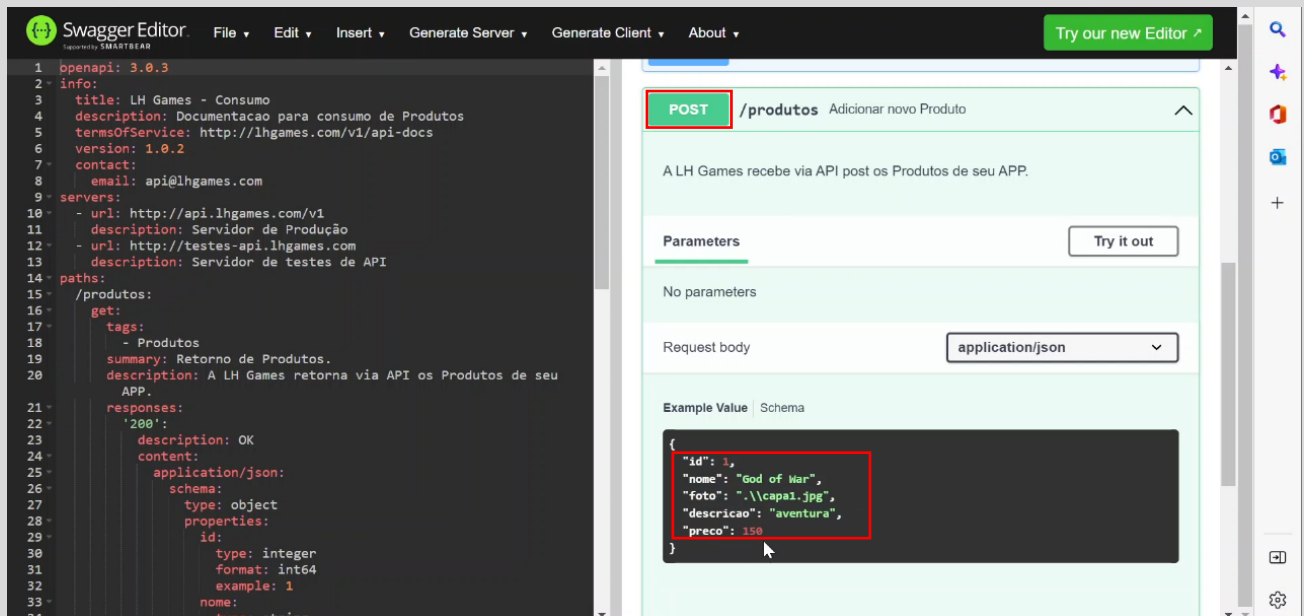 Swagger Editor.
Supported by SMARTBEAR
File
Edit
Insert
Generate Server
Generate Client
About
Try our new Editor
1 openapi: 3.0.3
2 info:
3 title: LH Games - Consumo
4 description: Documentacao para consumo de Produtos
5 termsOfService: http://lhgames.com/v1/api-docs
6 version: 1.0.2
7 contact:
8 email: api@lhgames.com
9 servers:
10 - url: http://api.lhgames.com/v1
11 description: Servidor de Produção
12 - url: http://testes-api.lhgames.com
13 description: Servidor de testes de API
14 paths:
15 /produtos:
16 get:
17 tags:
18 - Produtos
19 summary: Retorno de Produtos.
20 description: A LH Games retorna via API os Produtos de seu
APP.
21 responses:
22 '200':
23 description: OK
24 content:
25 application/json:
26 schema:
27 type: object
28 properties:
29 id:
30 type: integer
31 format: int64
32 example: 1
33 nome:
POST /produtos Adicionar novo Produto
A LH Games recebe via API post os Produtos de seu APP.
Parameters
Try it out
No parameters
Request body
application/json
Example Value
Schema
{
"id": 1,
"nome": "God of War",
"foto": ".\\capa1.jpg",
"descricao": "aventura",
"preco": 150
}